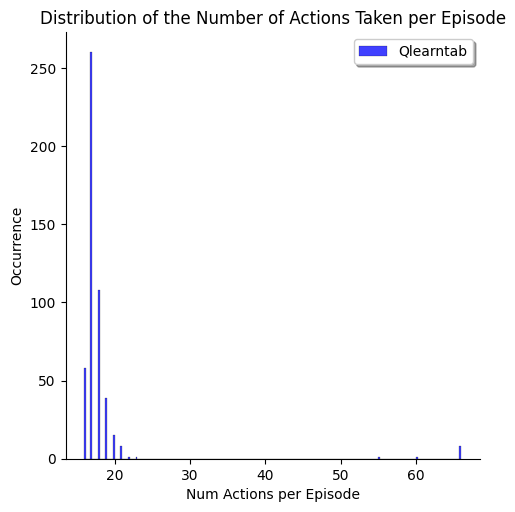 Distribution of the Number of Actions Taken per Episode
Qlearntab
Occurrence
250
200
150
100
50
0
20 30 40 50 60
Num Actions per Episode